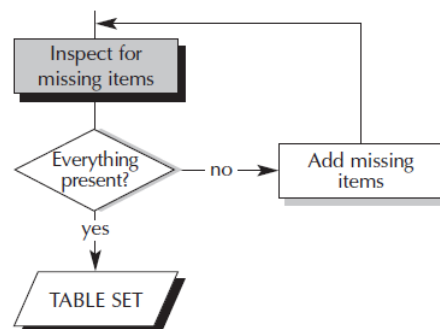 Inspect for
missing items
Everything
present?
no
Add missing
items
yes
TABLE SET